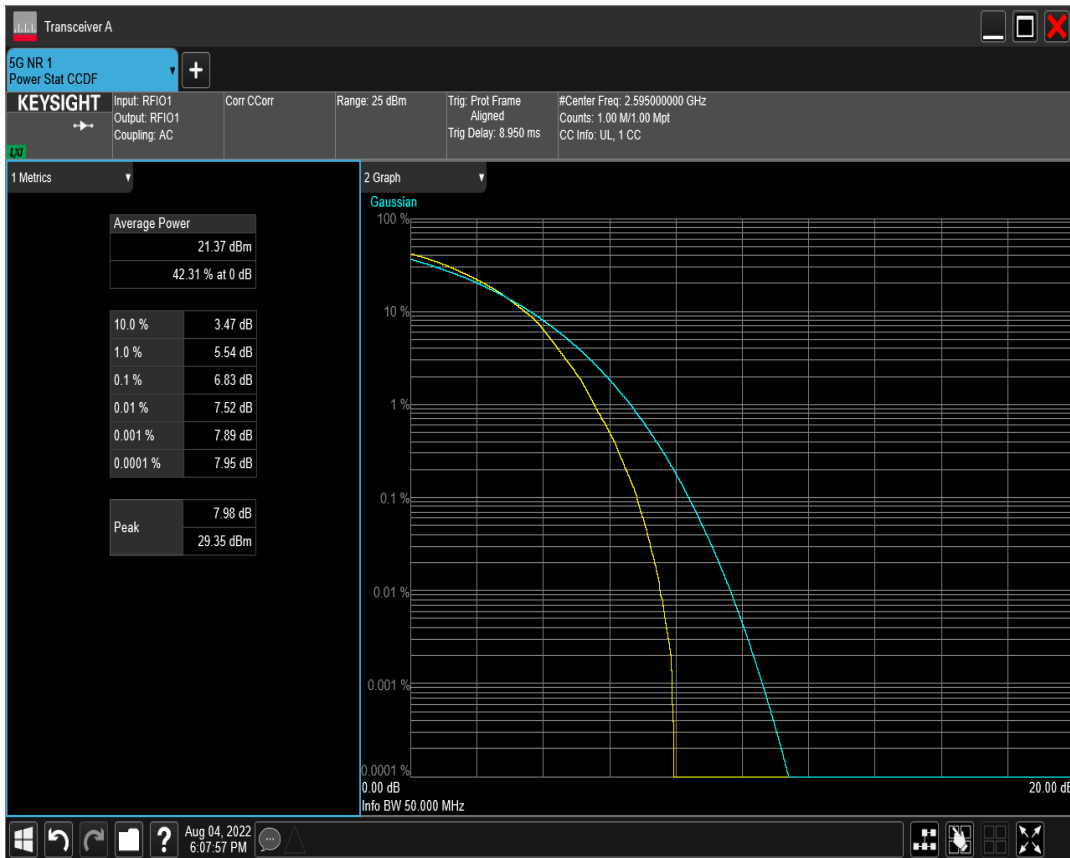 Transceiver A
5G NR 1
Power Stat CCDF
KEYSIGHT
LXI
Input: RFIO1
Output: RFIO1
Coupling: AC
Corr CCorr
Range: 25 dBm
Trig: Prot Frame
Aligned
Trig Delay: 8.950 ms
#Center Freq: 2.595000000 GHz
Counts: 1.00 M/1.00 Mpt
CC Info: UL, 1 CC
1 Metrics
Average Power
21.37 dBm
42.31 % at 0 dB
10.0 % 3.47 dB
1.0 % 5.54 dB
0.1 % 6.83 dB
0.01 % 7.52 dB
0.001 % 7.89 dB
0.0001 % 7.95 dB
Peak
7.98 dB
29.35 dBm
2 Graph
Gaussian
100 %
10 %
1 %
0.1 %
0.01 %
0.001 %
0.0001 %
0.00 dB 20.00 dB
Info BW 50.000 MHz
Aug 04, 2022
6:07:57 PM